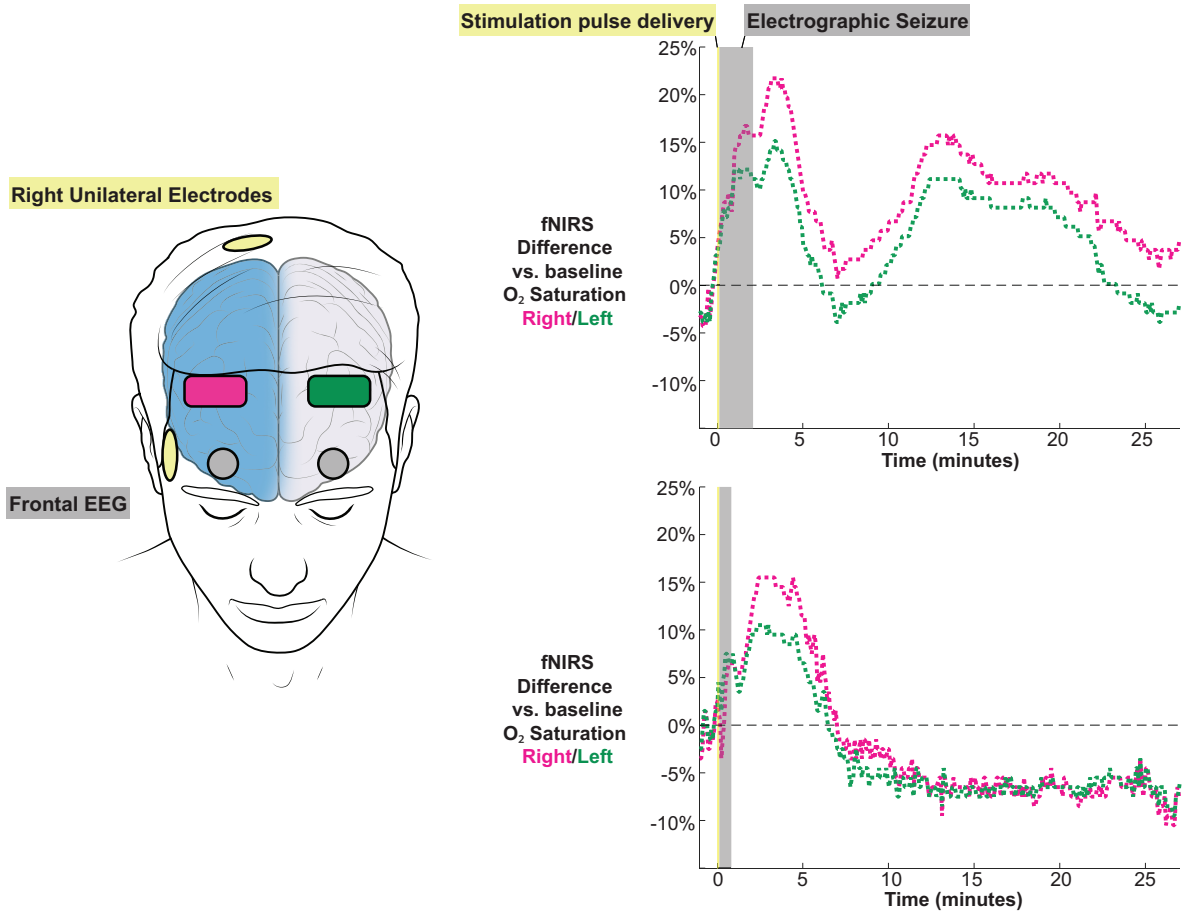 Stimulation pulse delivery
Electrographic Seizure
Right Unilateral Electrodes
Frontal EEG
fNIRS
Difference
vs. baseline
O₂ Saturation
Right/Left
25%
20%
15%
10%
5%
0%
-5%
-10%
0 5 10 15 20 25
Time (minutes)
fNIRS
Difference
vs. baseline
O₂ Saturation
Right/Left
25%
20%
15%
10%
5%
0%
-5%
-10%
0 5 10 15 20 25
Time (minutes)